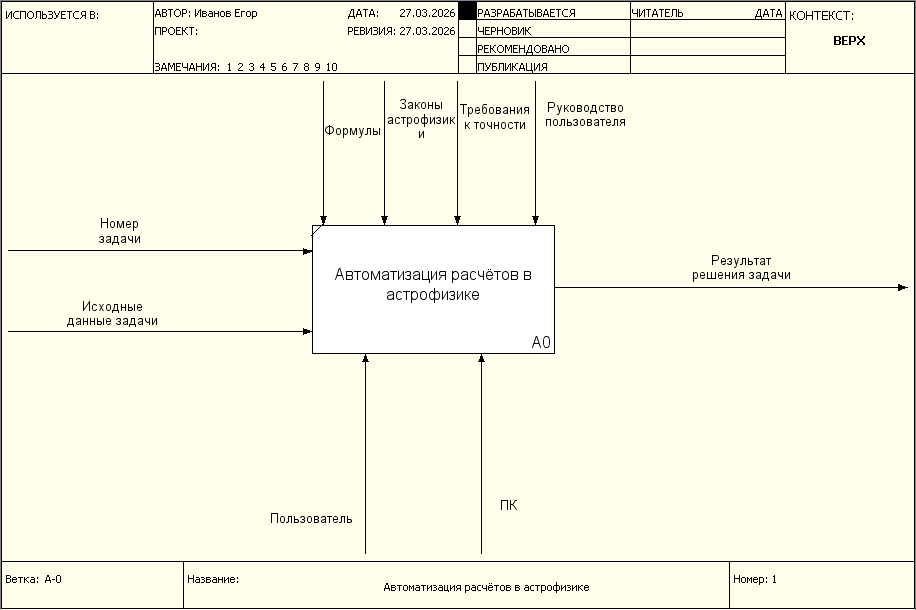 ИСПОЛЬЗУЕТСЯ В:
АВТОР: Иванов Егор
ДАТА: 27.03.2026
ПРОЕКТ:
РЕВИЗИЯ: 27.03.2026
ЗАМЕЧАНИЯ: 1 2 3 4 5 6 7 8 9 10
РАЗРАБАТЫВАЕТСЯ
ЧЕРНОВИК
РЕКОМЕНДОВАНО
ПУБЛИКАЦИЯ
ЧИТАТЕЛЬ
ДАТА
КОНТЕКСТ:
ВЕРХ
Формулы
Законы
астрофизик
и
Требования
к точности
Руководство
пользователя
Номер
задачи
Исходные
данные задачи
Автоматизация расчётов в
астрофизике
A0
Результат
решения задачи
Пользователь
ПК
Ветка: A-0
Название:
Автоматизация расчётов в астрофизике
Номер: 1